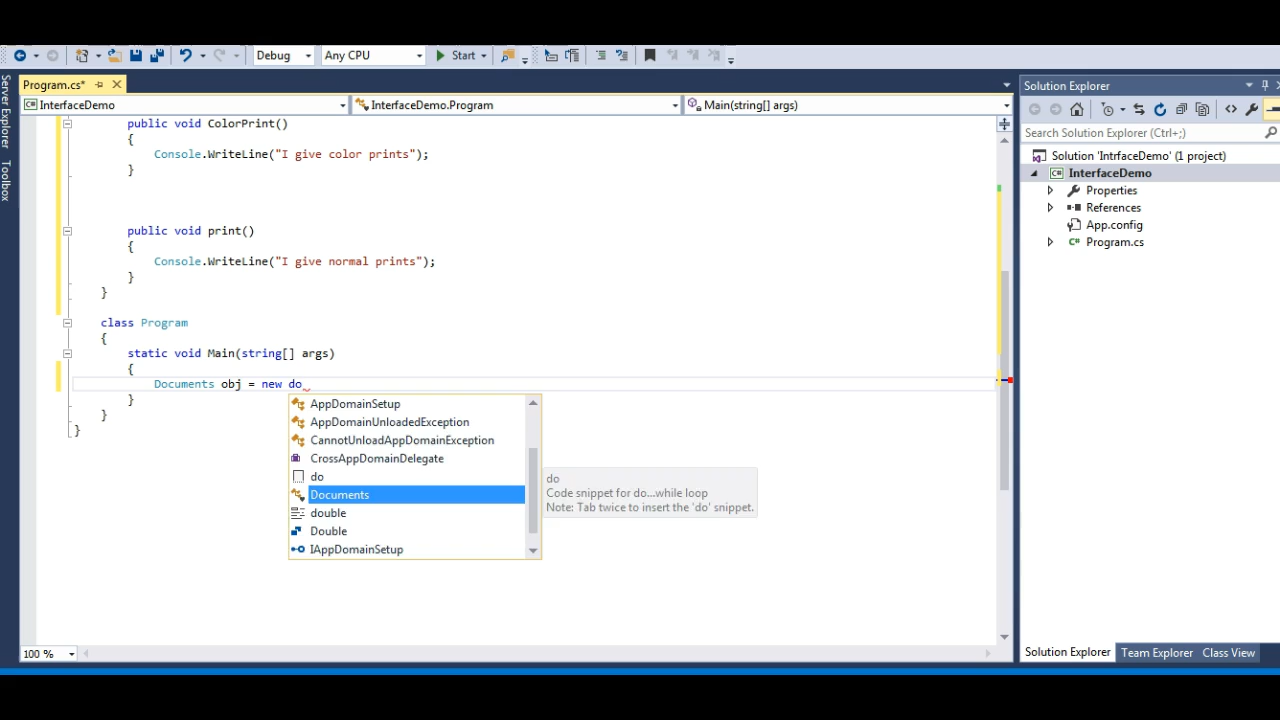 Debug
Any CPU
Start
Server Explorer
Toolbox
Program.cs*
InterfaceDemo
InterfaceDemo.Program
Main(string[] args)
public void ColorPrint()
{
Console.WriteLine("I give color prints");
}
public void print()
{
Console.WriteLine("I give normal prints");
}
}
class Program
{
static void Main(string[] args)
{
Documents obj = new do
}
}
}
AppDomainSetup
AppDomainUnloadedException
CannotUnloadAppDomainException
CrossAppDomainDelegate
do
Documents
double
Double
IAppDomainSetup
do
Code snippet for do...while loop
Note: Tab twice to insert the 'do' snippet.
100 %
Solution Explorer
Search Solution Explorer (Ctrl+;)
Solution 'IntrfaceDemo' (1 project)
InterfaceDemo
Properties
References
App.config
Program.cs
Solution Explorer
Team Explorer
Class View